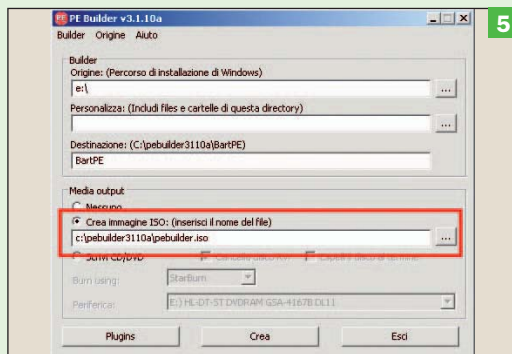 PE Builder v3.1.10a
5
Builder Origine Aiuto
Builder
Origine: (Percorso di installazione di Windows)
e:\
...
Personalizza: (Includi files e cartelle di questa directory)
...
Destinazione: (C:\pebuilder3110a\BartPE)
BartPE
Media output
Nessuno
Crea immagine ISO: (inserisci il nome del file)
c:\pebuilder3110a\pebuilder.iso
...
Scrivi CD/DVD
Burn using: StarBurn
Periferica: E:) HL-DT-ST DVDRAM GSA-4167B DL11
Plugins Crea Esci